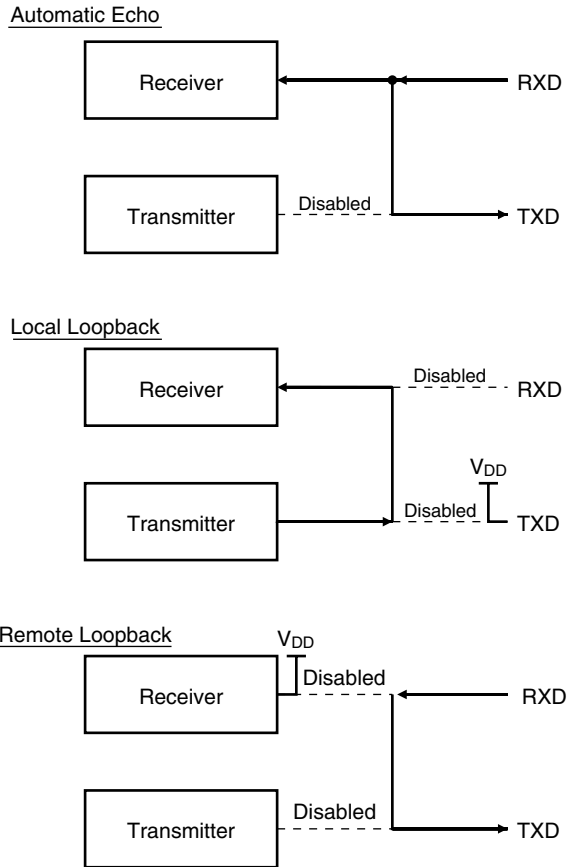 Automatic Echo
Receiver
RXD
Transmitter
Disabled
TXD
Local Loopback
Receiver
Disabled
RXD
VDD
Transmitter
Disabled
TXD
Remote Loopback
VDD
Receiver
Disabled
RXD
Transmitter
Disabled
TXD